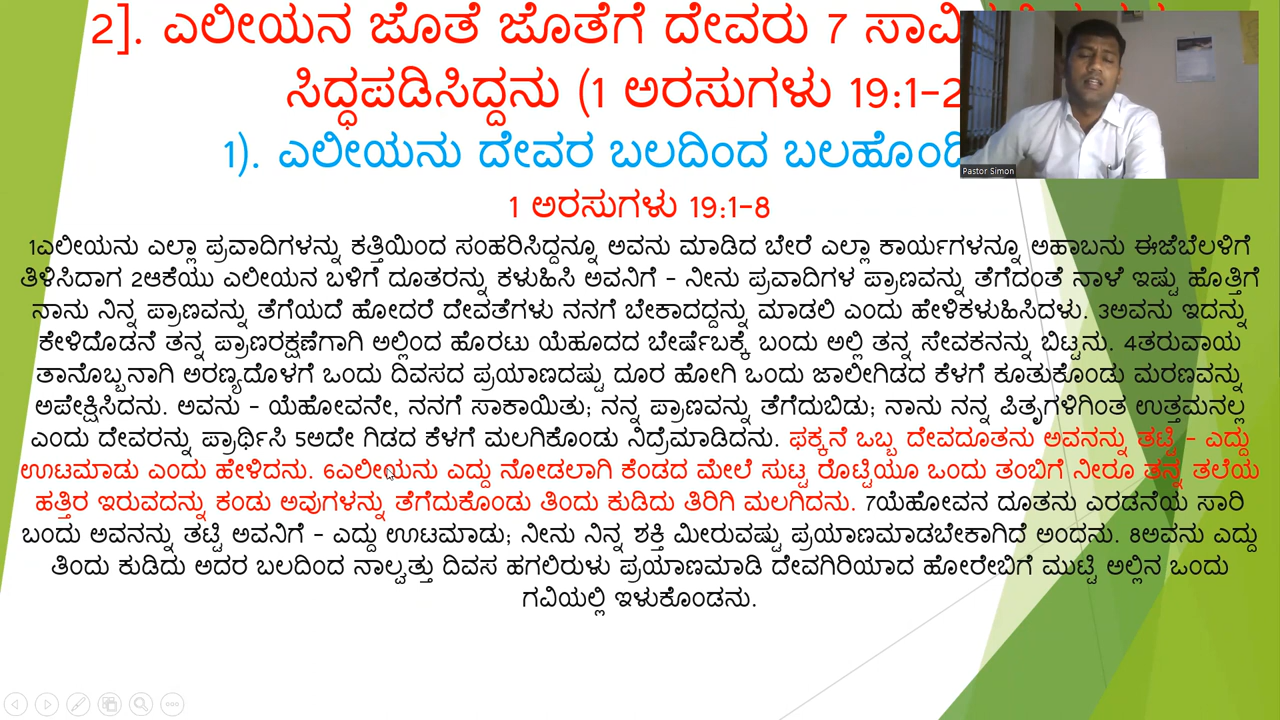 2]. ಎಲೀಯನ ಜೊತೆ ಜೊತೆಗೆ ದೇವರು 7
ಸಿದ್ಧಪಡಿಸಿದ್ದನು (1 ಅರಸುಗಳು 19:1-2
1). ಎಲೀಯನು ದೇವರ ಬಲದಿಂದ
Pastor Simon
1 ಅರಸುಗಳು 19:1-8
1ಎಲೀಯನು ಎಲ್ಲಾ ಪ್ರವಾದಿಗಳನ್ನು ಕತ್ತಿಯಿಂದ ಸಂಹರಿಸಿದ್ದನ್ನೂ ಅವನು ಮಾಡಿದ ಬೇರೆ ಎಲ್ಲಾ ಕಾರ್ಯಗಳನ್ನೂ ಅಹಾಬನು ಈಜೆಬೆಲಳಿಗೆ
ತಿಳಿಸಿದಾಗ 2ಆಕೆಯು ಎಲೀಯನ ಬಳಿಗೆ ದೂತರನ್ನು ಕಳುಹಿಸಿ ಅವನಿಗೆ - ನೀನು ಪ್ರವಾದಿಗಳ ಪ್ರಾಣವನ್ನು ತೆಗೆದಂತೆ ನಾಳೆ ಇಷ್ಟು ಹೊತ್ತಿಗೆ
ನಾನು ನಿನ್ನ ಪ್ರಾಣವನ್ನು ತೆಗೆಯದೆ ಹೋದರೆ ದೇವತೆಗಳು ನನಗೆ ಬೇಕಾದದ್ದನ್ನು ಮಾಡಲಿ ಎಂದು ಹೇಳಿಕಳುಹಿಸಿದಳು. 3ಅವನು ಇದನ್ನು
ಕೇಳಿದೊಡನೆ ತನ್ನ ಪ್ರಾಣರಕ್ಷಣೆಗಾಗಿ ಅಲ್ಲಿಂದ ಹೊರಟು ಯೆಹೂದದ ಬೇರ್ಷೆಬಕ್ಕೆ ಬಂದು ಅಲ್ಲಿ ತನ್ನ ಸೇವಕನನ್ನು ಬಿಟ್ಟನು. 4ತರುವಾಯ
ತಾನೊಬ್ಬನಾಗಿ ಅರಣ್ಯದೊಳಗೆ ಒಂದು ದಿವಸದ ಪ್ರಯಾಣದಷ್ಟು ದೂರ ಹೋಗಿ ಒಂದು ಜಾಲೀಗಿಡದ ಕೆಳಗೆ ಕೂತುಕೊಂಡು ಮರಣವನ್ನು
ಅಪೇಕ್ಷಿಸಿದನು. ಅವನು - ಯೆಹೋವನೇ, ನನಗೆ ಸಾಕಾಯಿತು; ನನ್ನ ಪ್ರಾಣವನ್ನು ತೆಗೆದುಬಿಡು; ನಾನು ನನ್ನ ಪಿತೃಗಳಿಗಿಂತ ಉತ್ತಮನಲ್ಲ
ಎಂದು ದೇವರನ್ನು ಪ್ರಾರ್ಥಿಸಿ 5ಅದೇ ಗಿಡದ ಕೆಳಗೆ ಮಲಗಿಕೊಂಡು ನಿದ್ರೆಮಾಡಿದನು. ಫಕ್ಕನೆ ಒಬ್ಬ ದೇವದೂತನು ಅವನನ್ನು ತಟ್ಟಿ - ಎದ್ದು
ಊಟಮಾಡು ಎಂದು ಹೇಳಿದನು. 6ಎಲೀಯನು ಎದ್ದು ನೋಡಲಾಗಿ ಕೆಂಡದ ಮೇಲೆ ಸುಟ್ಟ ರೊಟ್ಟಿಯೂ ಒಂದು ತಂಬಿಗೆ ನೀರೂ ತನ್ನ ತಲೆಯ
ಹತ್ತಿರ ಇರುವದನ್ನು ಕಂಡು ಅವುಗಳನ್ನು ತೆಗೆದುಕೊಂಡು ತಿಂದು ಕುಡಿದು ತಿರಿಗಿ ಮಲಗಿದನು. 7ಯೆಹೋವನ ದೂತನು ಎರಡನೆಯ ಸಾರಿ
ಬಂದು ಅವನನ್ನು ತಟ್ಟಿ ಅವನಿಗೆ - ಎದ್ದು ಊಟಮಾಡು; ನೀನು ನಿನ್ನ ಶಕ್ತಿ ಮೀರುವಷ್ಟು ಪ್ರಯಾಣಮಾಡಬೇಕಾಗಿದೆ ಅಂದನು. 8ಅವನು ಎದ್ದು
ತಿಂದು ಕುಡಿದು ಅದರ ಬಲದಿಂದ ನಾಲ್ವತ್ತು ದಿವಸ ಹಗಲಿರುಳು ಪ್ರಯಾಣಮಾಡಿ ದೇವಗಿರಿಯಾದ ಹೋರೇಬಿಗೆ ಮುಟ್ಟಿ ಅಲ್ಲಿನ ಒಂದು
ಗವಿಯಲ್ಲಿ ಇಳುಕೊಂಡನು.